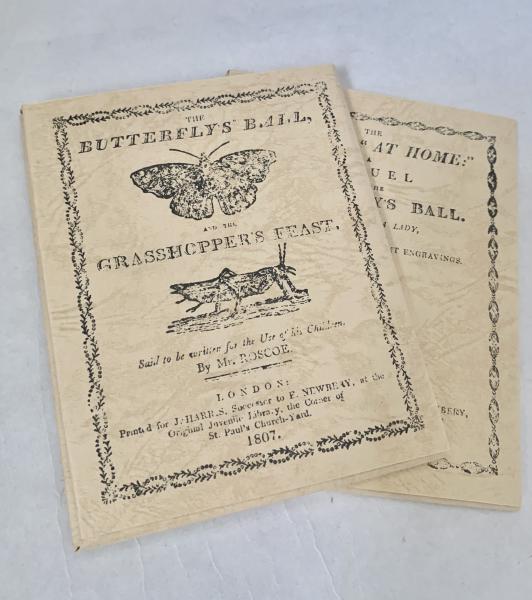 THE
BUTTERFLYS' BALL,
AND THE
GRASSHOPPER'S FEAST.
Said to be written for the Use of his Children.
By Mr. ROSCOE.
LONDON:
Printed for J. HARRIS, Successor to E. NEWBERY, at the
Original Juvenile Library, the Corner of
St. Paul's Church-Yard.
1807.
THE
"AT HOME:"
A
UEL
HE
Y'S BALL.
LADY,
ENGRAVINGS.
BERY,